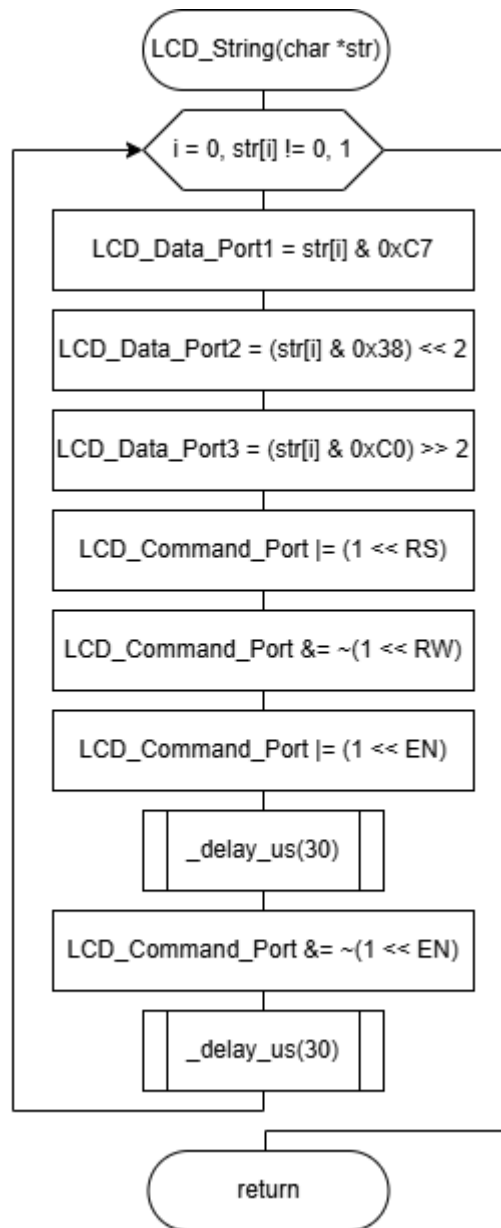 LCD_String(char *str)
i = 0, str[i] != 0, 1
LCD_Data_Port1 = str[i] & 0xC7
LCD_Data_Port2 = (str[i] & 0x38) << 2
LCD_Data_Port3 = (str[i] & 0xC0) >> 2
LCD_Command_Port |= (1 << RS)
LCD_Command_Port &= ~(1 << RW)
LCD_Command_Port |= (1 << EN)
_delay_us(30)
LCD_Command_Port &= ~(1 << EN)
_delay_us(30)
return